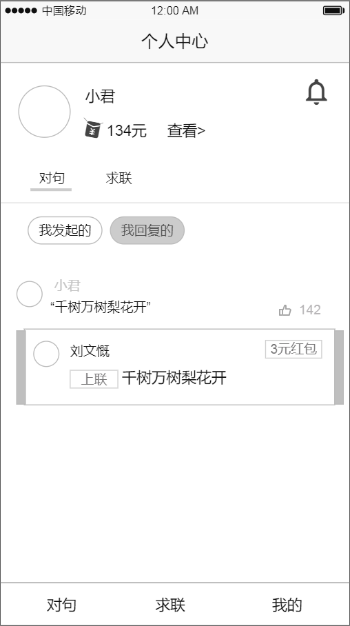 中国移动 12:00 AM
个人中心
小君
¥ 134元 查看>
对句 求联
我发起的 我回复的
小君
“千树万树梨花开” 142
刘文慨 3元红包
上联 千树万树梨花开
对句 求联 我的